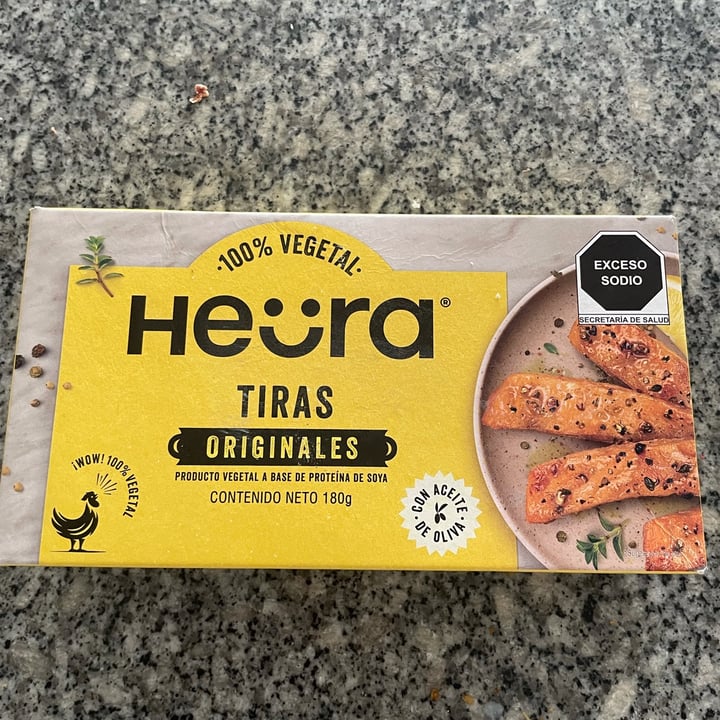 ·100% VEGETAL·
Heüra®
TIRAS
ORIGINALES
PRODUCTO VEGETAL A BASE DE PROTEÍNA DE SOYA
CONTENIDO NETO 180g
¡WOW! 100% VEGETAL
·CON ACEITE·
DE OLIVA
EXCESO
SODIO
SECRETARÍA DE SALUD